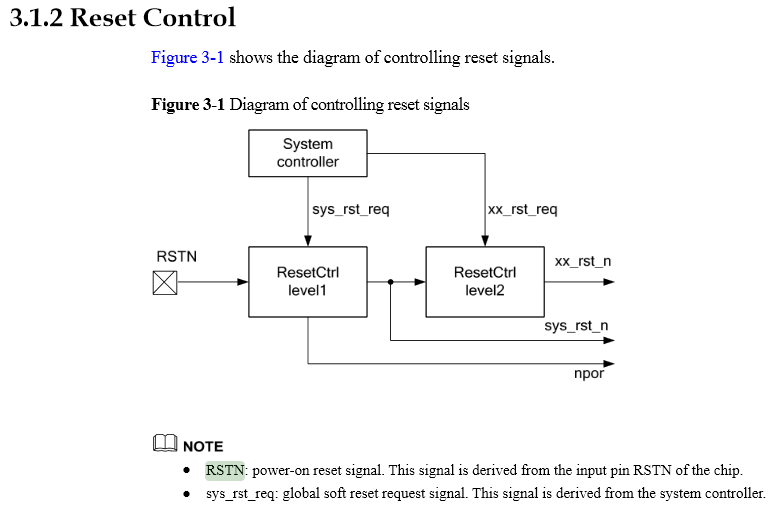 3.1.2 Reset Control
Figure 3-1 shows the diagram of controlling reset signals.
Figure 3-1 Diagram of controlling reset signals
System
controller
sys_rst_req
xx_rst_req
RSTN
ResetCtrl
level1
ResetCtrl
level2
xx_rst_n
sys_rst_n
npor
NOTE
• RSTN: power-on reset signal. This signal is derived from the input pin RSTN of the chip.
• sys_rst_req: global soft reset request signal. This signal is derived from the system controller.